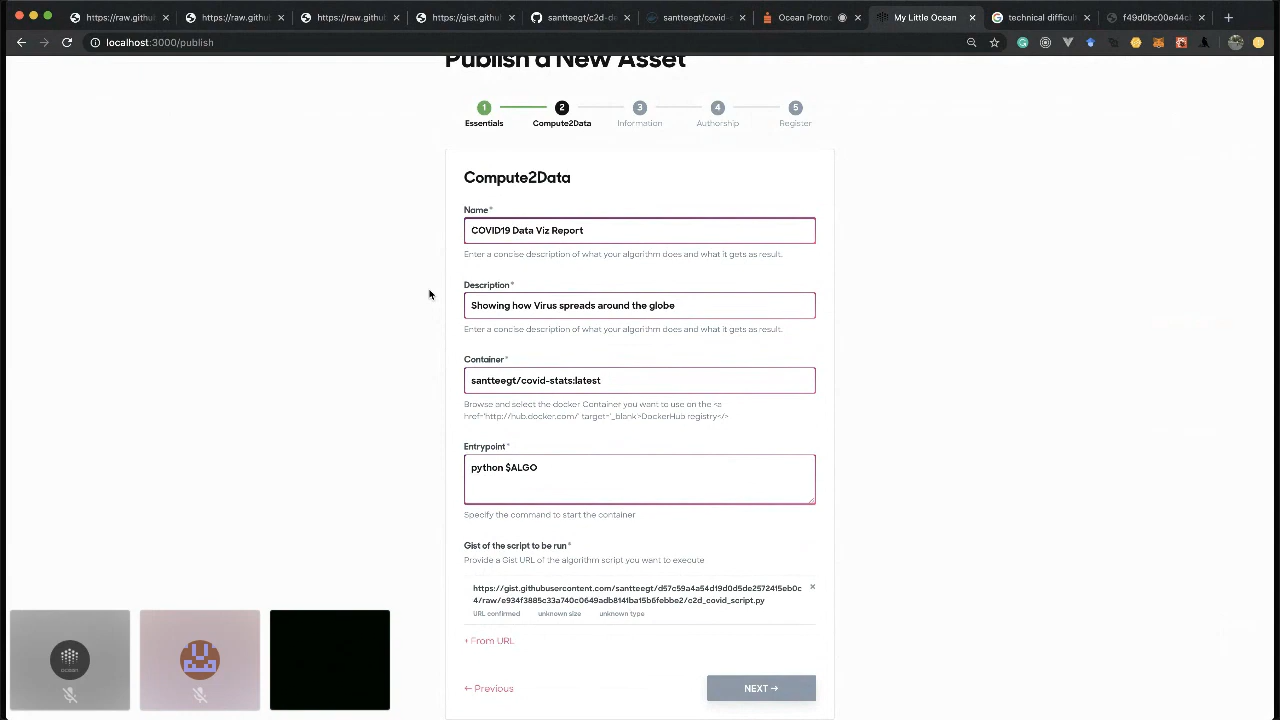 https://raw.githu
https://raw.githu
https://raw.githu
https://gist.githu
santteegt/c2d-de
santteegt/covid-
Ocean Proto
My Little Ocean
technical difficul
f49d0bc00e44c
localhost:3000/publish
Publish a New Asset
1
2
3
4
5
Essentials
Compute2Data
Information
Authorship
Register
Compute2Data
Name*
COVID19 Data Viz Report
Enter a concise description of what your algorithm does and what it gets as result.
Description*
Showing how Virus spreads around the globe
Enter a concise description of what your algorithm does and what it gets as result.
Container*
santteegt/covid-stats:latest
Browse and select the docker Container you want to use on the <a
href='http://hub.docker.com/' target='_blank'>DockerHub registry</>
Entrypoint*
python $ALGO
Specify the command to start the container
Gist of the script to be run*
Provide a Gist URL of the algorithm script you want to execute
https://gist.githubusercontent.com/santteegt/d57c59a4a54d19d0d5de2572415eb0c
4/raw/e934f3885c33a740c0649adb8141ba15b6febbe2/c2d_covid_script.py
URL confirmed unknown size unknown type
+ From URL
← Previous
NEXT →
ocean